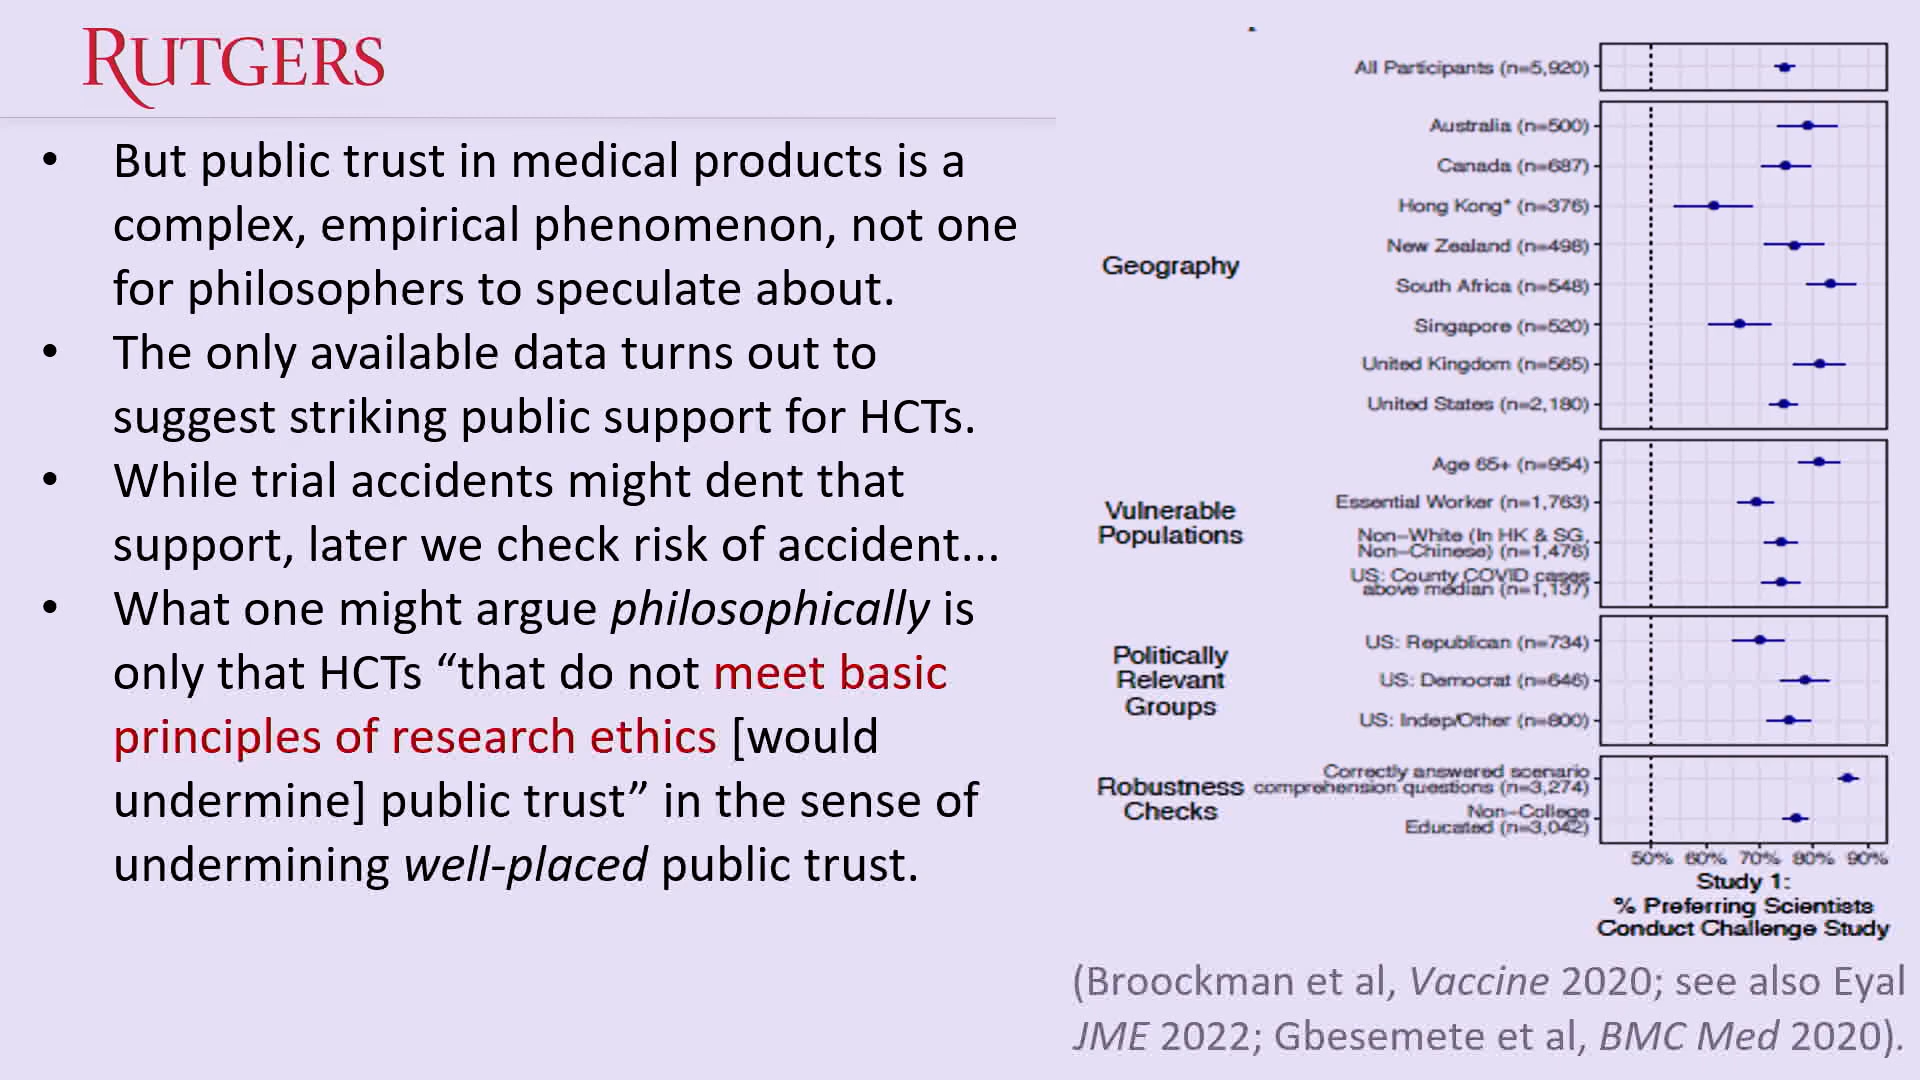 RUTGERS
• But public trust in medical products is a
complex, empirical phenomenon, not one
for philosophers to speculate about.
• The only available data turns out to
suggest striking public support for HCTs.
• While trial accidents might dent that
support, later we check risk of accident...
• What one might argue philosophically is
only that HCTs “that do not meet basic
principles of research ethics [would
undermine] public trust” in the sense of
undermining well-placed public trust.
All Participants (n=5,920)
Geography
Australia (n=500)
Canada (n=687)
Hong Kong* (n=376)
New Zealand (n=498)
South Africa (n=548)
Singapore (n=520)
United Kingdom (n=565)
United States (n=2,180)
Vulnerable
Populations
Age 65+ (n=954)
Essential Worker (n=1,763)
Non-White (In HK & SG,
Non-Chinese) (n=1,476)
US: County COVID cases
above median (n=1,137)
Politically
Relevant
Groups
US: Republican (n=734)
US: Democrat (n=646)
US: Indep/Other (n=800)
Robustness
Checks
Correctly answered scenario
comprehension questions (n=3,274)
Non-College
Educated (n=3,042)
50% 60% 70% 80% 90%
Study 1:
% Preferring Scientists
Conduct Challenge Study
(Broockman et al, Vaccine 2020; see also Eyal
JME 2022; Gbesemete et al, BMC Med 2020).